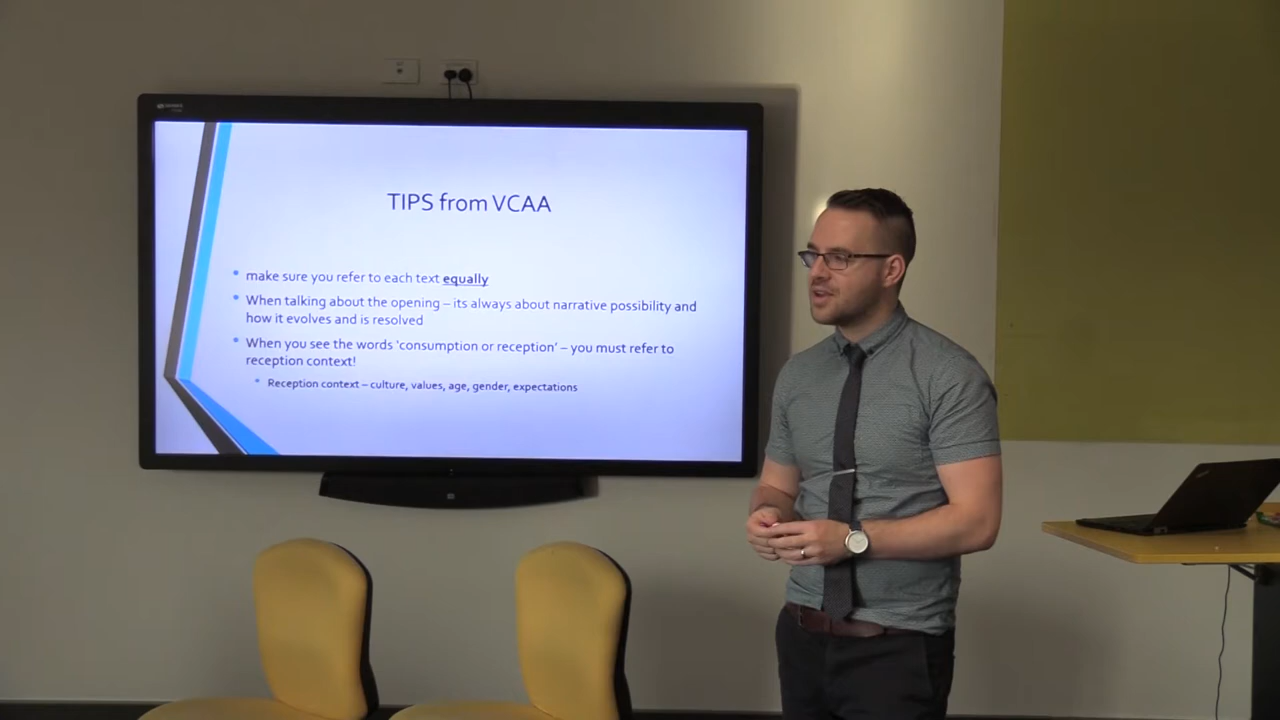 TIPS from VCAA
make sure you refer to each text equally
When talking about the opening – its always about narrative possibility and
how it evolves and is resolved
When you see the words 'consumption or reception' – you must refer to
reception context!
Reception context – culture, values, age, gender, expectations